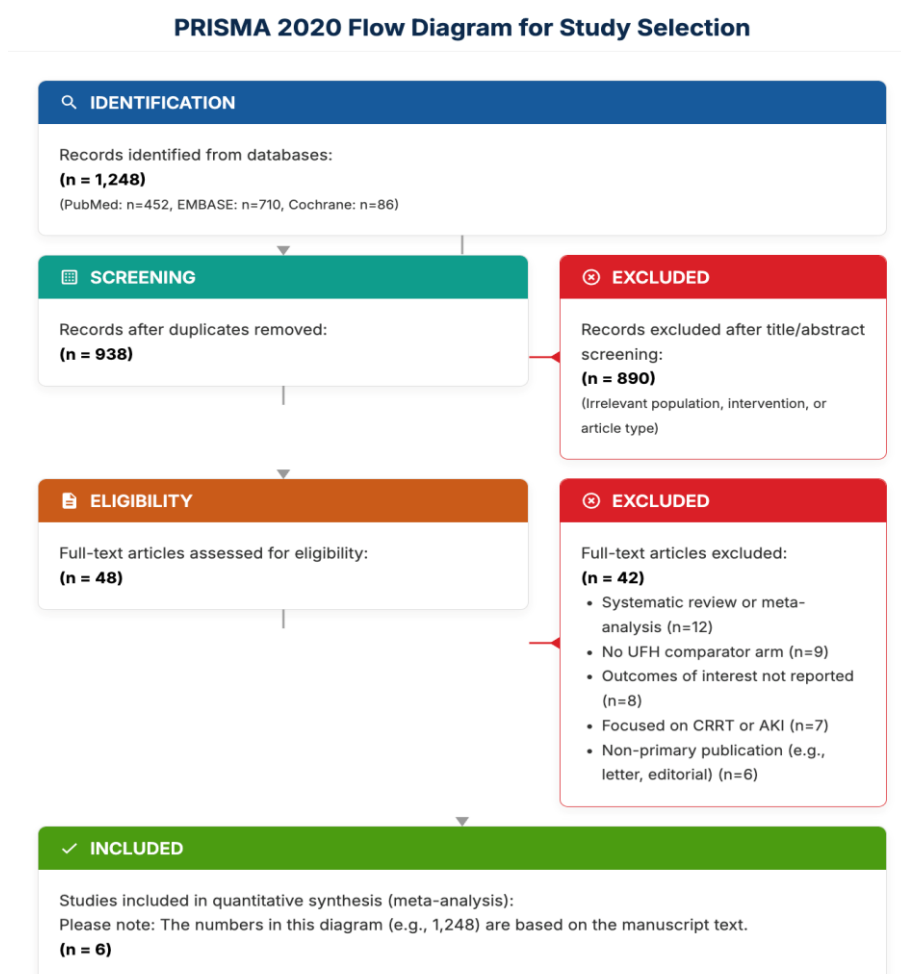 PRISMA 2020 Flow Diagram for Study Selection
IDENTIFICATION
Records identified from databases:
(n = 1,248)
(PubMed: n=452, EMBASE: n=710, Cochrane: n=86)
SCREENING
Records after duplicates removed:
(n = 938)
EXCLUDED
Records excluded after title/abstract
screening:
(n = 890)
(Irrelevant population, intervention, or
article type)
ELIGIBILITY
Full-text articles assessed for eligibility:
(n = 48)
EXCLUDED
Full-text articles excluded:
(n = 42)
• Systematic review or meta-
analysis (n=12)
• No UFH comparator arm (n=9)
• Outcomes of interest not reported
(n=8)
• Focused on CRRT or AKI (n=7)
• Non-primary publication (e.g.,
letter, editorial) (n=6)
INCLUDED
Studies included in quantitative synthesis (meta-analysis):
Please note: The numbers in this diagram (e.g., 1,248) are based on the manuscript text.
(n = 6)